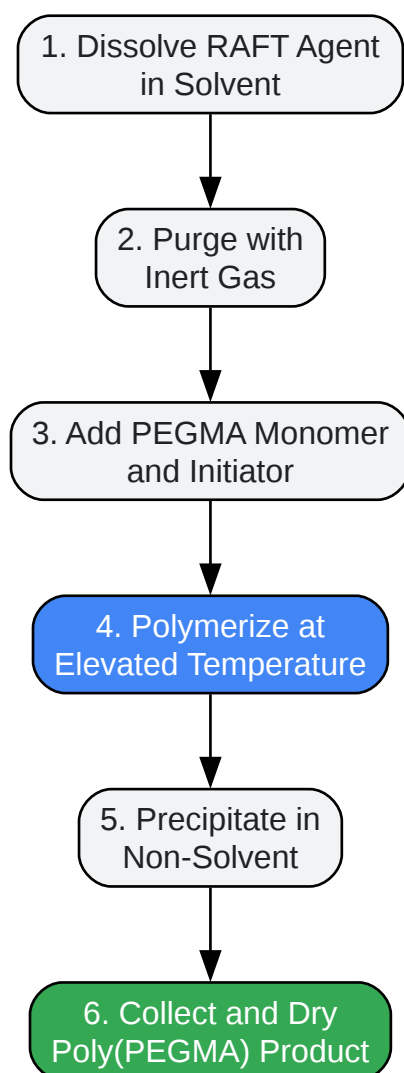 1. Dissolve RAFT Agent
in Solvent
2. Purge with
Inert Gas
3. Add PEGMA Monomer
and Initiator
4. Polymerize at
Elevated Temperature
5. Precipitate in
Non-Solvent
6. Collect and Dry
Poly(PEGMA) Product